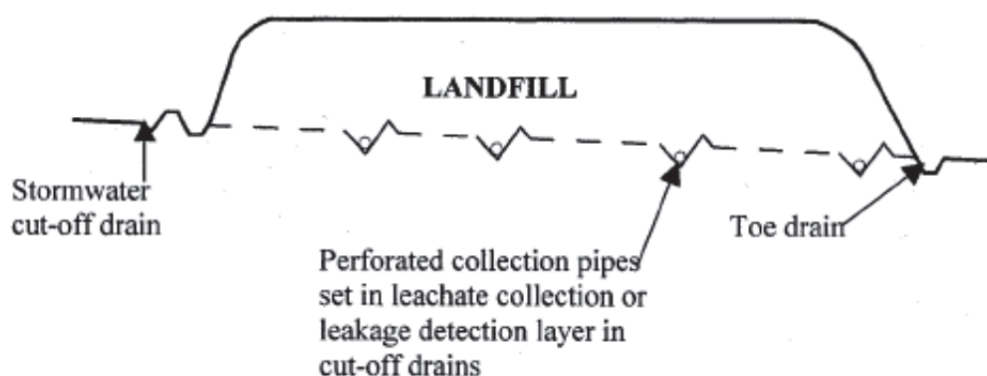 LANDFILL
Stormwater
cut-off drain
Toe drain
Perforated collection pipes
set in leachate collection or
leakage detection layer in
cut-off drains